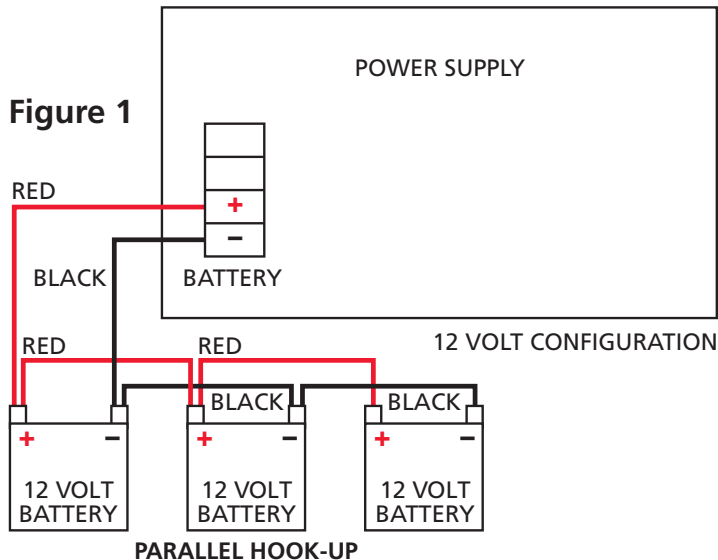 POWER SUPPLY
Figure 1
RED
+
−
BLACK
BATTERY
12 VOLT CONFIGURATION
RED
RED
BLACK
BLACK
+ −
+ −
+ −
12 VOLT
BATTERY
12 VOLT
BATTERY
12 VOLT
BATTERY
PARALLEL HOOK-UP